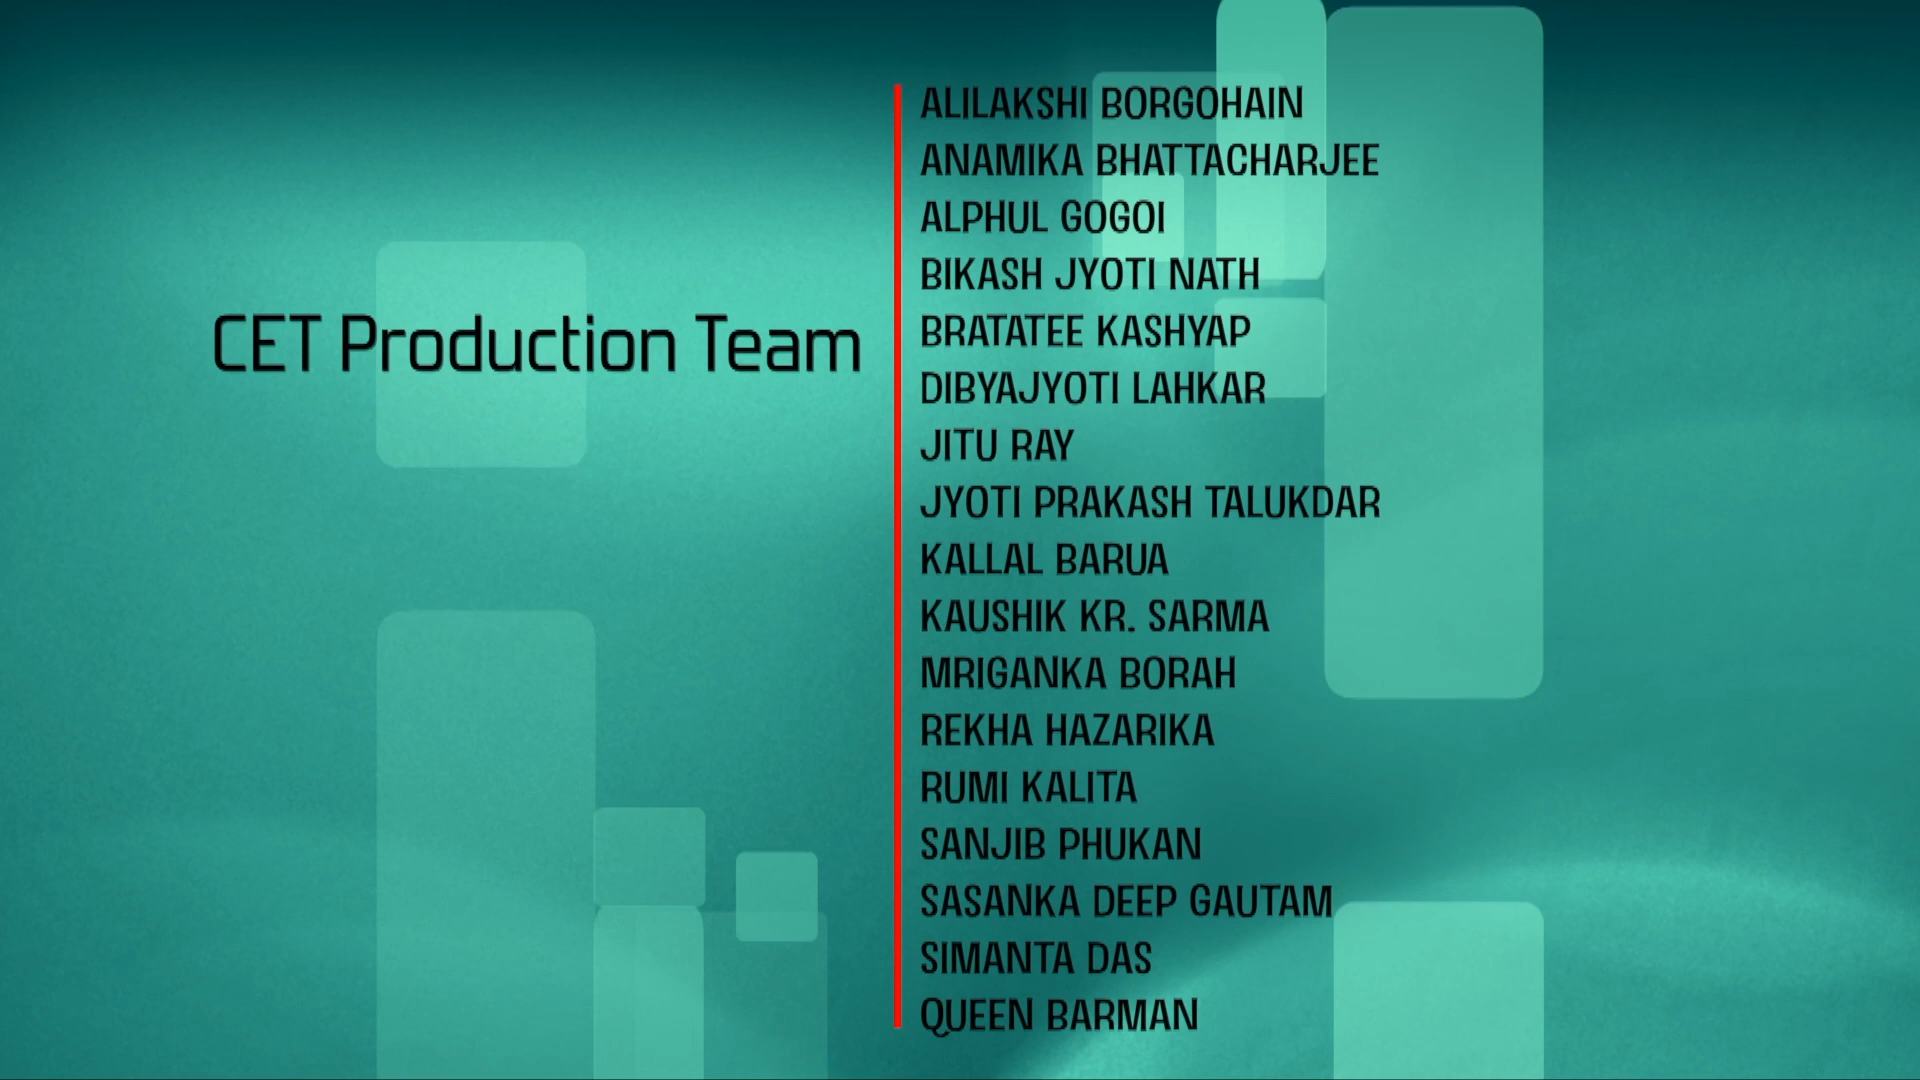 CET Production Team
ALILAKSHI BORGOHAIN
ANAMIKA BHATTACHARJEE
ALPHUL GOGOI
BIKASH JYOTI NATH
BRATATEE KASHYAP
DIBYAJYOTI LAHKAR
JITU RAY
JYOTI PRAKASH TALUKDAR
KALLAL BARUA
KAUSHIK KR. SARMA
MRIGANKA BORAH
REKHA HAZARIKA
RUMI KALITA
SANJIB PHUKAN
SASANKA DEEP GAUTAM
SIMANTA DAS
QUEEN BARMAN